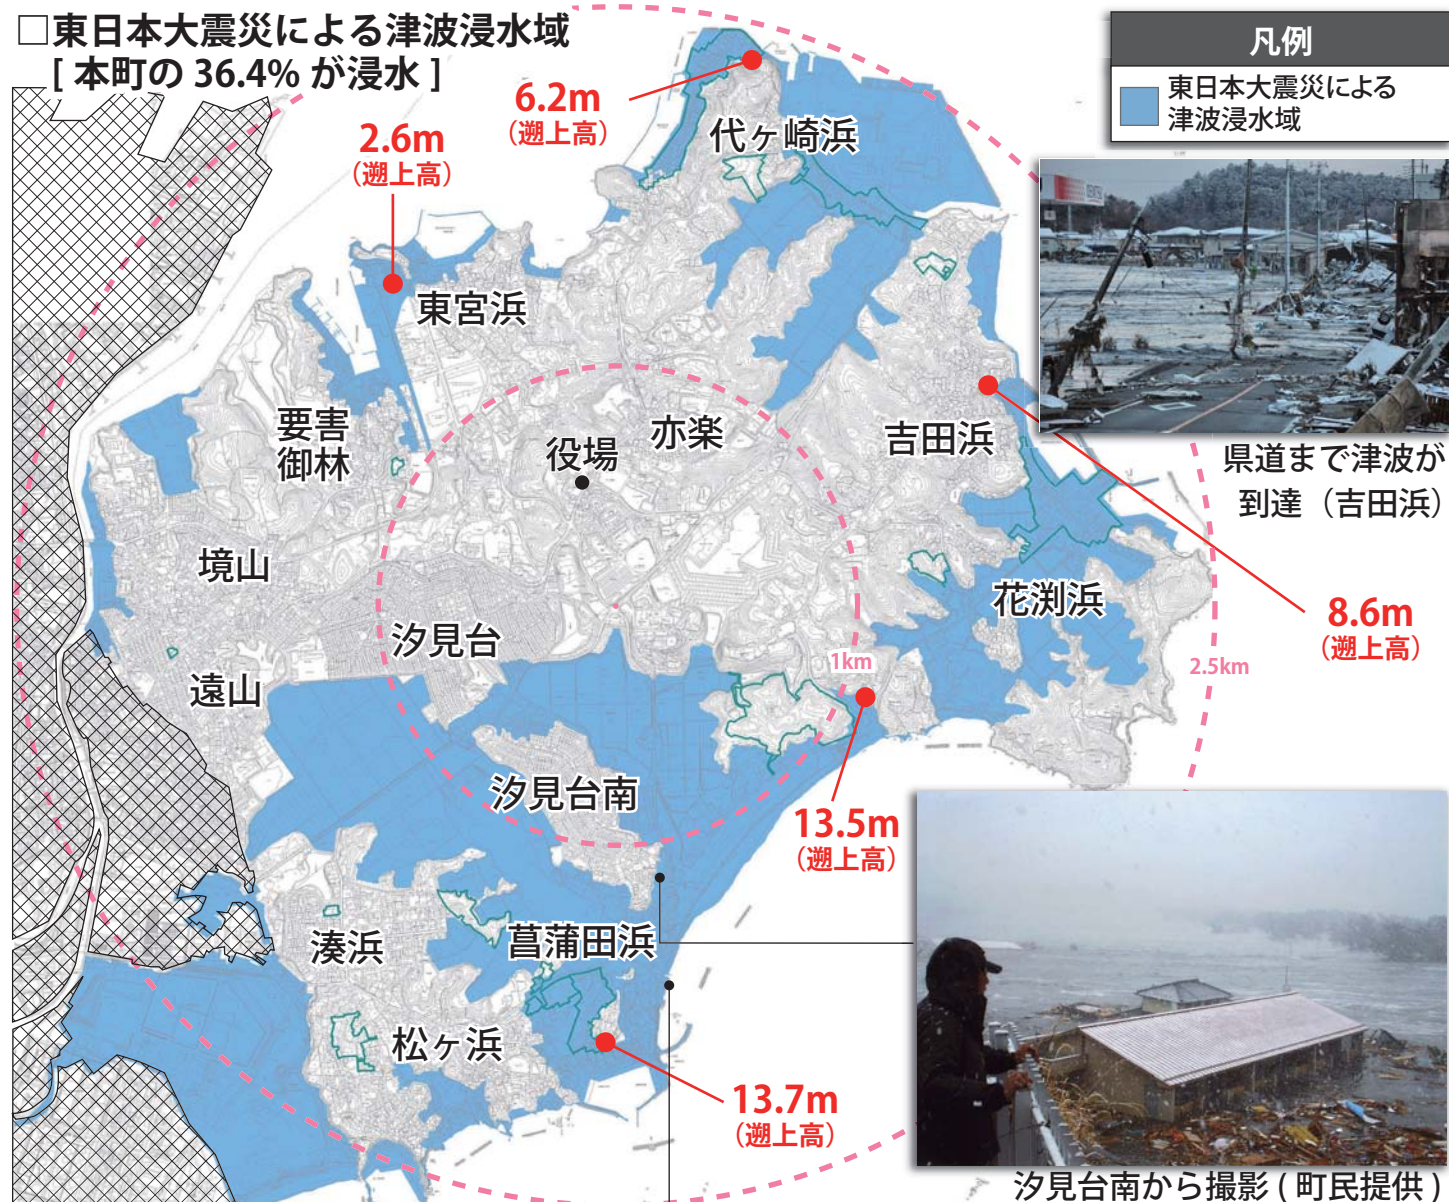 □東日本大震災による津波浸水域
[ 本町の 36.4% が浸水 ]
凡例
東日本大震災による
津波浸水域
6.2m
(遡上高)
2.6m
(遡上高)
代ヶ崎浜
東宮浜
要害
御林
役場
亦楽
吉田浜
県道まで津波が
到達（吉田浜）
境山
花渕浜
8.6m
(遡上高)
汐見台
1km
2.5km
遠山
汐見台南
13.5m
(遡上高)
湊浜
菖蒲田浜
松ヶ浜
13.7m
(遡上高)
汐見台南から撮影 ( 町民提供 )